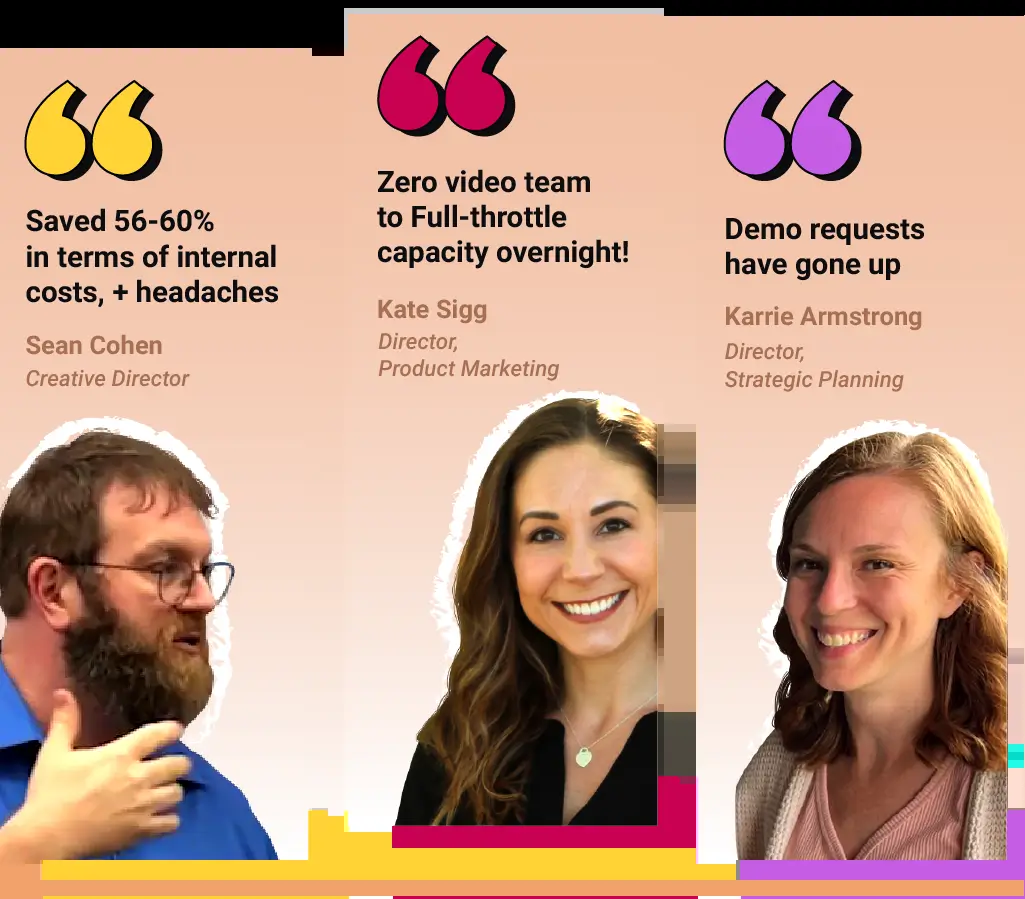 Saved 56-60%
in terms of internal
costs, + headaches
Sean Cohen
Creative Director
Zero video team
to Full-throttle
capacity overnight!
Kate Sigg
Director,
Product Marketing
Demo requests
have gone up
Karrie Armstrong
Director,
Strategic Planning